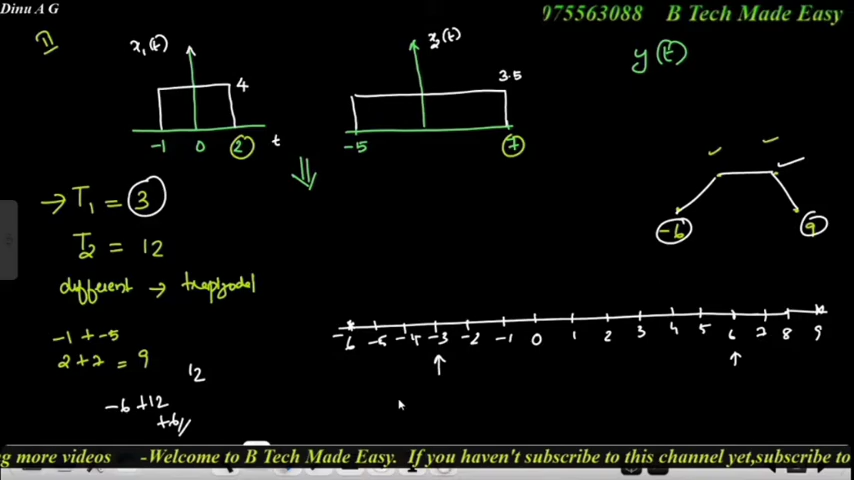 Dinu A G
975563088 B Tech Made Easy
II
x₁(t)
4
-1 0 2 t
x₂(t)
3.5
-5 7
y(t)
→ T₁ = 3
T₂ = 12
different → trapzodal
-1 + -5
2 + 7 = 9
12
-6 +12
+6//
-6 9
-6 -5 -4 -3 -2 -1 0 1 2 3 4 5 6 7 8 9
ng more videos -Welcome to B Tech Made Easy. If you haven't subscribe to this channel yet,subscribe to